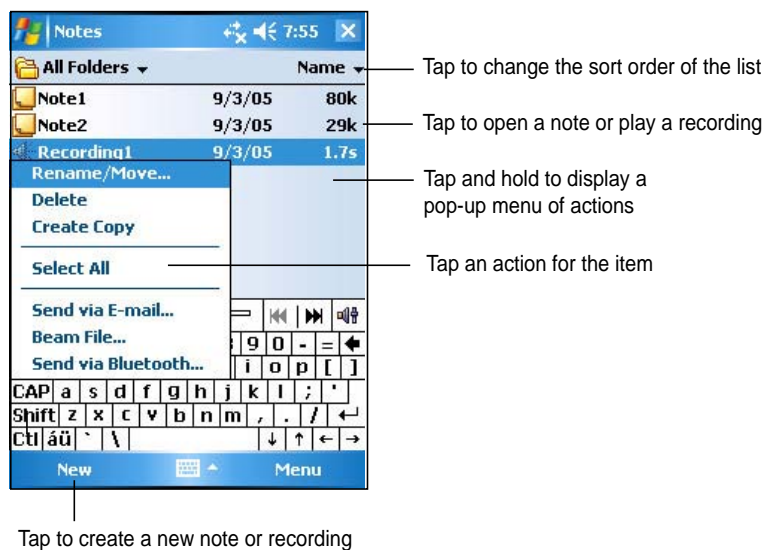 Notes 7:55
All Folders Name
Tap to change the sort order of the list
Note1 9/3/05 80k
Note2 9/3/05 29k
Tap to open a note or play a recording
Recording1 9/3/05 1.7s
Rename/Move...
Tap and hold to display a
pop-up menu of actions
Delete
Create Copy
Select All
Tap an action for the item
Send via E-mail...
Beam File...
Send via Bluetooth...
9 0 - =
i o p [ ]
CAP a s d f g h j k l ; '
Shift z x c v b n m , . /
Ctl áü ` \
New Menu
Tap to create a new note or recording